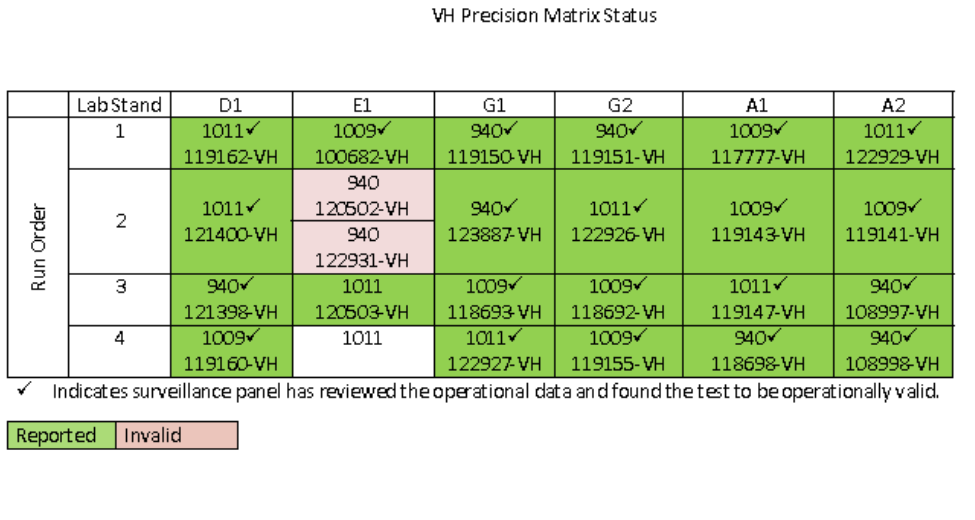 VH Precision Matrix Status
Lab Stand D1 E1 G1 G2 A1 A2
Run Order
1 1011✓ 1009✓ 940✓ 940✓ 1009✓ 1011✓
119162-VH 100682-VH 119150-VH 119151-VH 117777-VH 122929-VH
940
120502-VH
2 1011✓ 940✓ 1011✓ 1009✓ 1009✓
121400-VH 123887-VH 122926-VH 119143-VH 119141-VH
940
122931-VH
3 940✓ 1011 1009✓ 1009✓ 1011✓ 940✓
121398-VH 120503-VH 118693-VH 118692-VH 119147-VH 108997-VH
4 1009✓ 1011 1011✓ 1009✓ 940✓ 940✓
119160-VH 122927-VH 119155-VH 118698-VH 108998-VH
✓ Indicates surveillance panel has reviewed the operational data and found the test to be operationally valid.
Reported Invalid